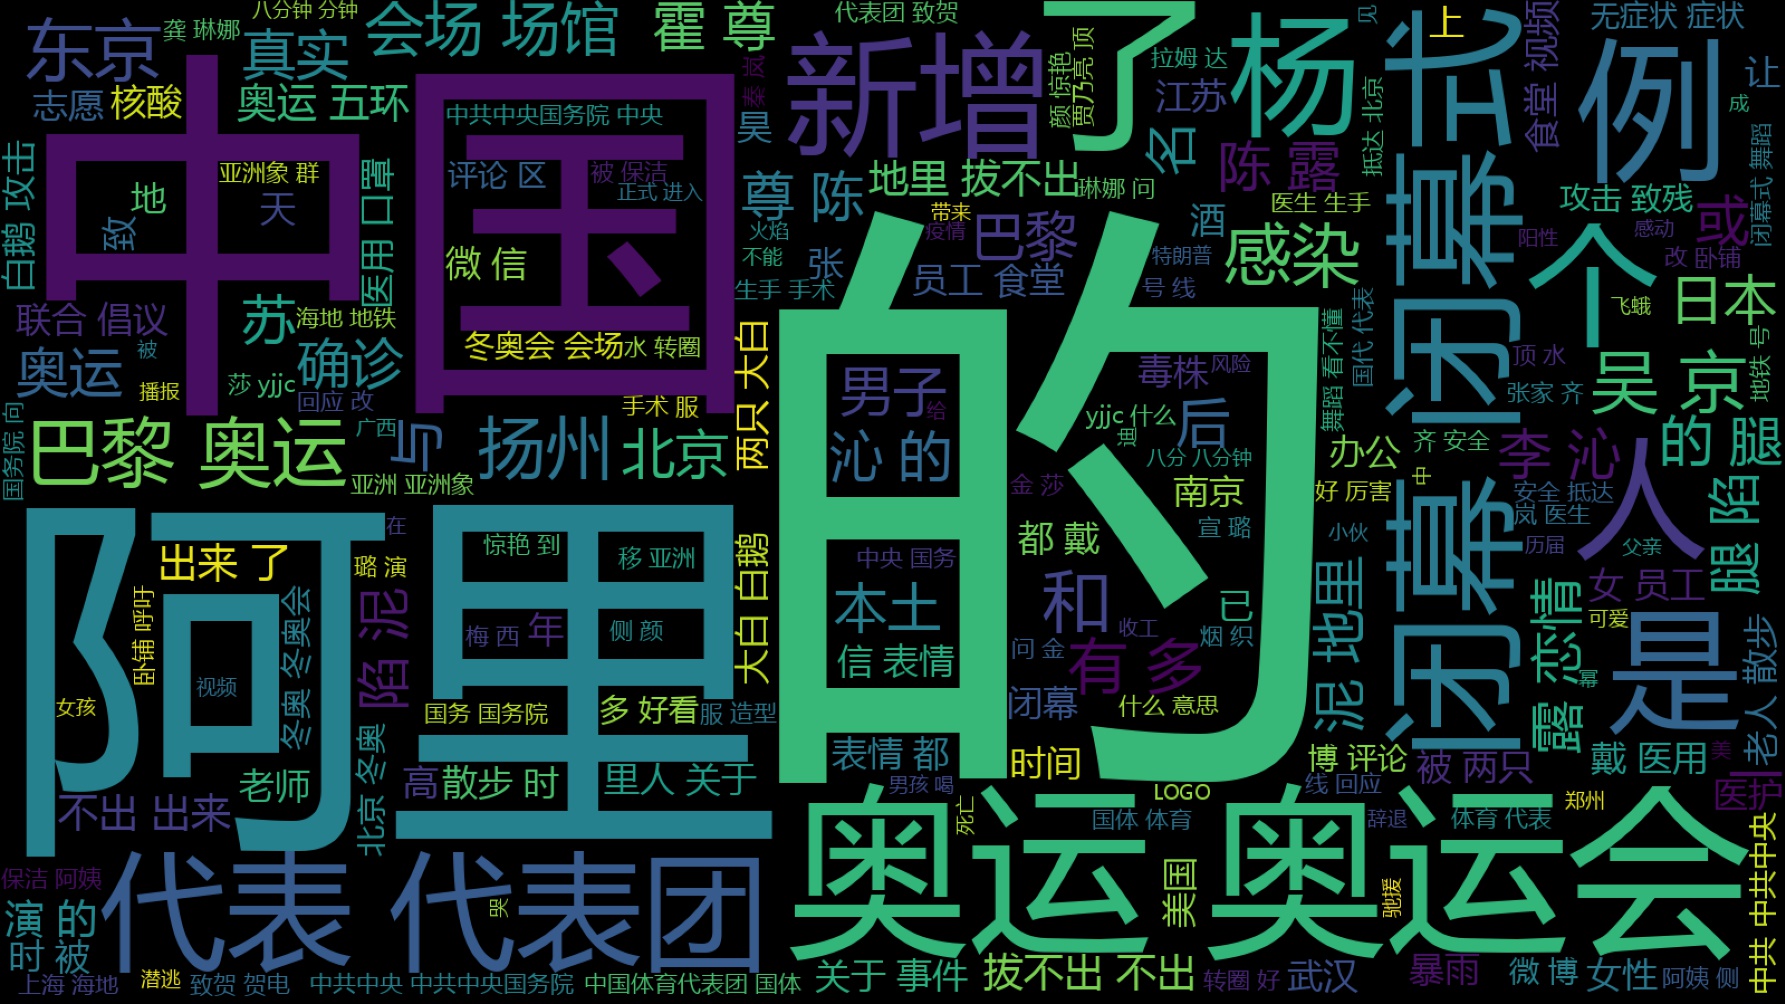 八分钟 分钟
代表团 致贺
了
见
上
无症状 症状
龚 琳娜
会场 场馆
霍 尊
东京
真实
新增
颜 惊艳
贾乃亮 顶
拉姆 达
杨
闭幕 闭幕式
食堂 视频
例
让
志愿
核酸
奥运 五环
秦 岚
江苏
抵达 北京
成
中国
中共中央国务院 中央
昊
名
陈 露
闭幕式 舞蹈
白鹅 攻击
亚洲象 群
评论 区
被 保洁
正式 进入
地里 拔不出
琳娜 问
攻击 致残
地
天
致
医用 口罩
尊 陈
带来
医生 生手
酒
或
火焰
疫情
巴黎
感染
阳性
感动
个
不能
张
特朗普
改 卧铺
微 信
生手 手术
员工 食堂
号 线
日本
飞蛾
联合 倡议
苏
海地 地铁
的
国代 代表
舞蹈 看不懂
冬奥会 会场
水 转圈
两只 大白
奥运
被
确诊
男子
毒株
风险
顶 水
吴 京
地铁 号
播报
莎 yjjc
回应 改
手术 服
给
yjjc 什么
后
张家 齐
国务院 向
巴黎 奥运
广西
与
扬州
北京
沁 的
迪
八分 八分钟
办公
齐 安全
李 沁
的 腿
亚洲 亚洲象
金 莎
南京
好 厉害
中
安全 抵达
人
腿 陷
阿里
在
宣 璐
小伙
岚 医生
出来 了
惊艳 到
移 亚洲
太白 白鹅
都 戴
中央 国务
历届
父亲
璐 演
卧铺 呼吁
冬奥 冬奥会
陷 泥
本土
和
已
泥 地里
女 员工
梅 西
年
侧 颜
收工
烟 织
露 恋情
可爱
是
老人 散步
信 表情
问 金
有 多
幂
视频
女孩
国务 国务院
多 好看
服 造型
闭幕
什么 意思
北京 冬奥
表情 都
时间
博 评论
被 两只
戴 医用
美
老师
高
散步 时
里人 关于
男孩 喝
LOGO
线 回应
医护
不出 出来
死亡
奥运 奥运会
国体 体育
辞退
体育 代表
郑州
中共 中共中央
保洁 阿姨
代表 代表团
哭
美国
驰援
演 的
时 被
上海 海地
潜逃
致贺 贺电
中共中央 中共中央国务院
中国体育代表团 国体
关于 事件
拔不出 不出
转圈 好
武汉
暴雨
微 博
女性
阿姨 侧